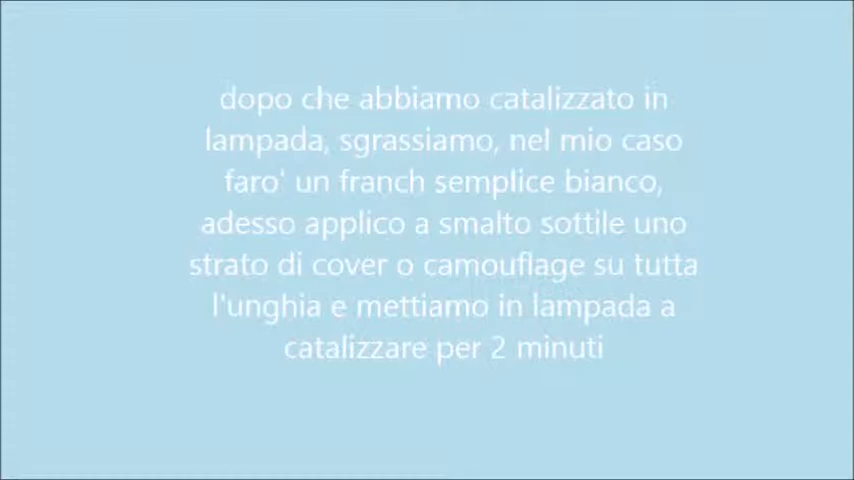 dopo che abbiamo catalizzato in
lampada, sgrassiamo, nel mio caso
faro' un franch semplice bianco,
adesso applico a smalto sottile uno
strato di cover o camouflage su tutta
l'unghia e mettiamo in lampada a
catalizzare per 2 minuti